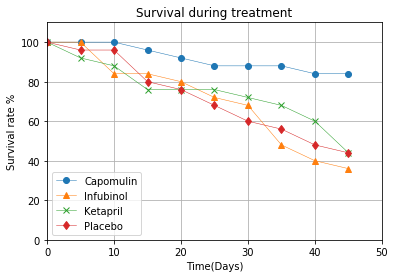 Survival during treatment
Survival rate %
100
80
60
40
20
0
Capomulin
Infubinol
Ketapril
Placebo
0 10 20 30 40 50
Time(Days)